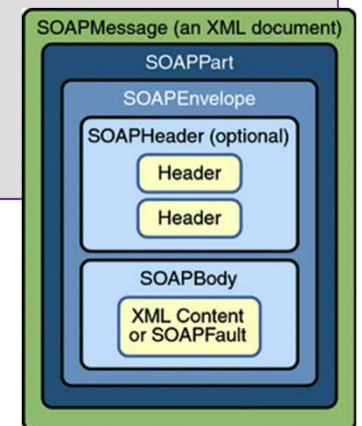 SOAPMessage (an XML document)
SOAPPart
SOAPEnvelope
SOAPHeader (optional)
Header
Header
SOAPBody
XML Content
or SOAPFault